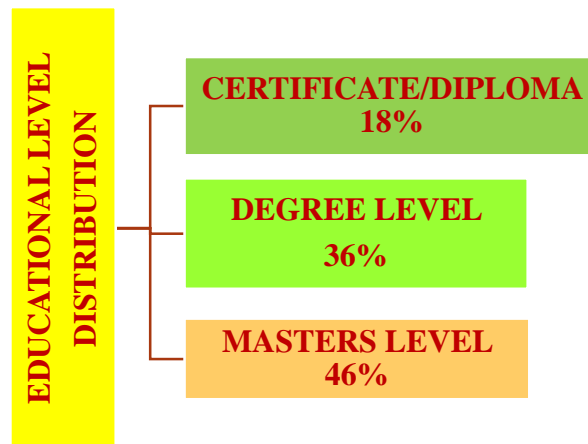 EDUCATIONAL LEVEL
DISTRIBUTION
CERTIFICATE/DIPLOMA
18%
DEGREE LEVEL
36%
MASTERS LEVEL
46%